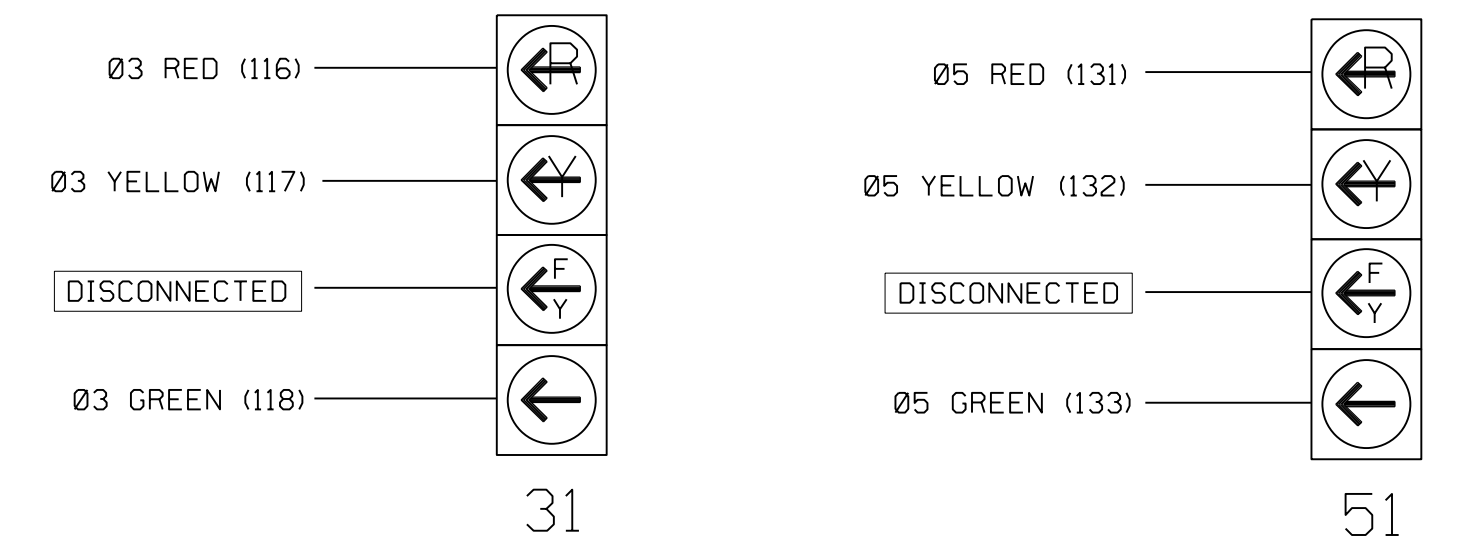 Ø3 RED (116)
R
Ø3 YELLOW (117)
Y
DISCONNECTED
F
Y
Ø3 GREEN (118)
31
Ø5 RED (131)
R
Ø5 YELLOW (132)
Y
DISCONNECTED
F
Y
Ø5 GREEN (133)
51